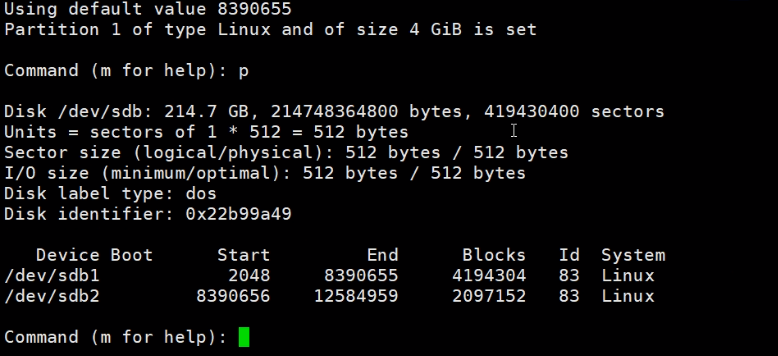 Using default value 8390655
Partition 1 of type Linux and of size 4 GiB is set
Command (m for help): p
Disk /dev/sdb: 214.7 GB, 214748364800 bytes, 419430400 sectors
Units = sectors of 1 * 512 = 512 bytes
Sector size (logical/physical): 512 bytes / 512 bytes
I/O size (minimum/optimal): 512 bytes / 512 bytes
Disk label type: dos
Disk identifier: 0x22b99a49
Device Boot Start End Blocks Id System
/dev/sdb1 2048 8390655 4194304 83 Linux
/dev/sdb2 8390656 12584959 2097152 83 Linux
Command (m for help):